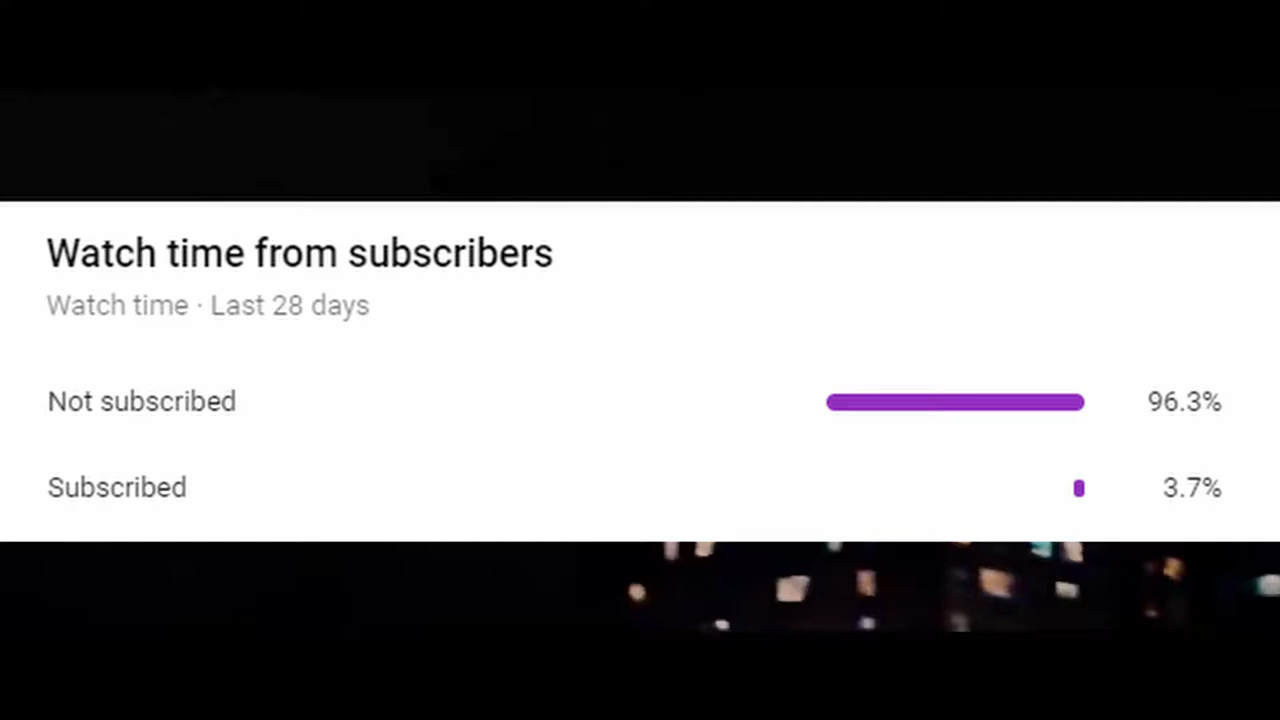 Watch time from subscribers
Watch time · Last 28 days
Not subscribed 96.3%
Subscribed 3.7%